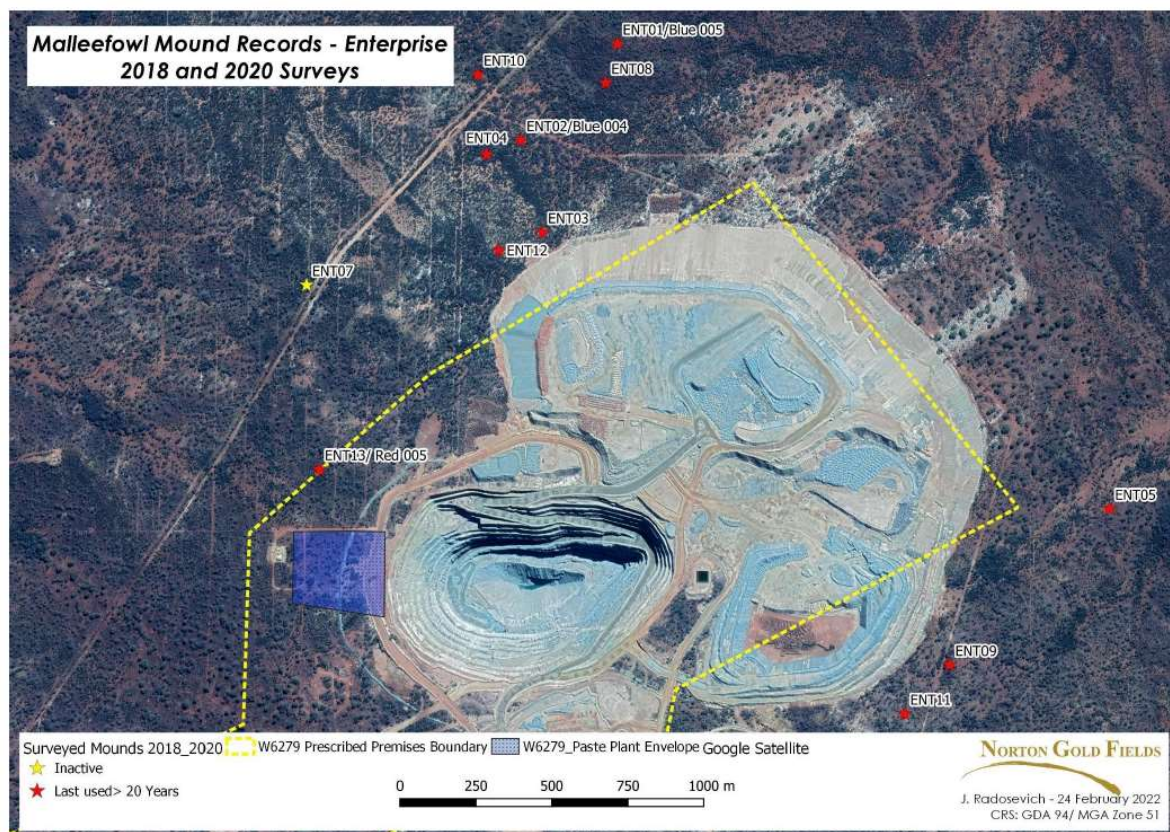 Malleefowl Mound Records - Enterprise
2018 and 2020 Surveys
ENT01/Blue 005
ENT10
ENT08
ENT02/Blue 004
ENT04
ENT03
ENT12
ENT07
ENT13/ Red 005
ENT05
ENT09
ENT11
Surveyed Mounds 2018_2020
W6279 Prescribed Premises Boundary
W6279_Paste Plant Envelope
Google Satellite
Inactive
Last used> 20 Years
0 250 500 750 1000 m
NORTON GOLD FIELDS
J. Radosevich - 24 February 2022
CRS: GDA 94/ MGA Zone 51